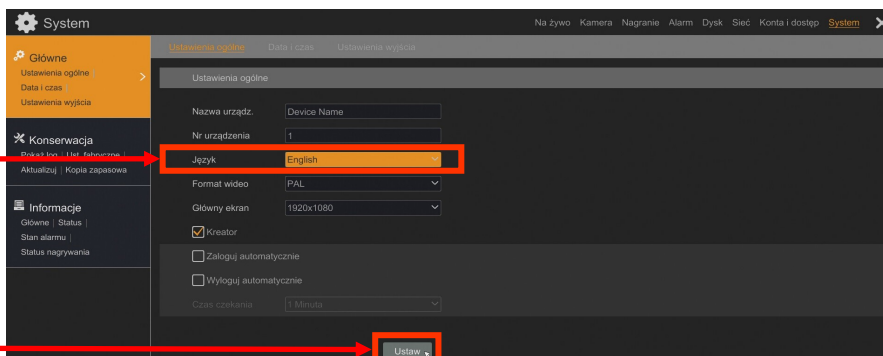 System
Na żywo Kamera Nagranie Alarm Dysk Sieć Konta i dostęp System
Główne
Ustawienia ogólne
Data i czas
Ustawienia wyjścia
Konserwacja
Pokaż log | Ust. fabryczne |
Aktualizuj | Kopia zapasowa
Informacje
Główne | Status |
Stan alarmu |
Status nagrywania
Ustawienia ogólne Data i czas Ustawienia wyjścia
Ustawienia ogólne
Nazwa urządz. Device Name
Nr urządzenia 1
Język English
Format wideo PAL
Główny ekran 1920x1080
Kreator
Zaloguj automatycznie
Wyloguj automatycznie
Czas czekania 1 Minuta
Ustaw